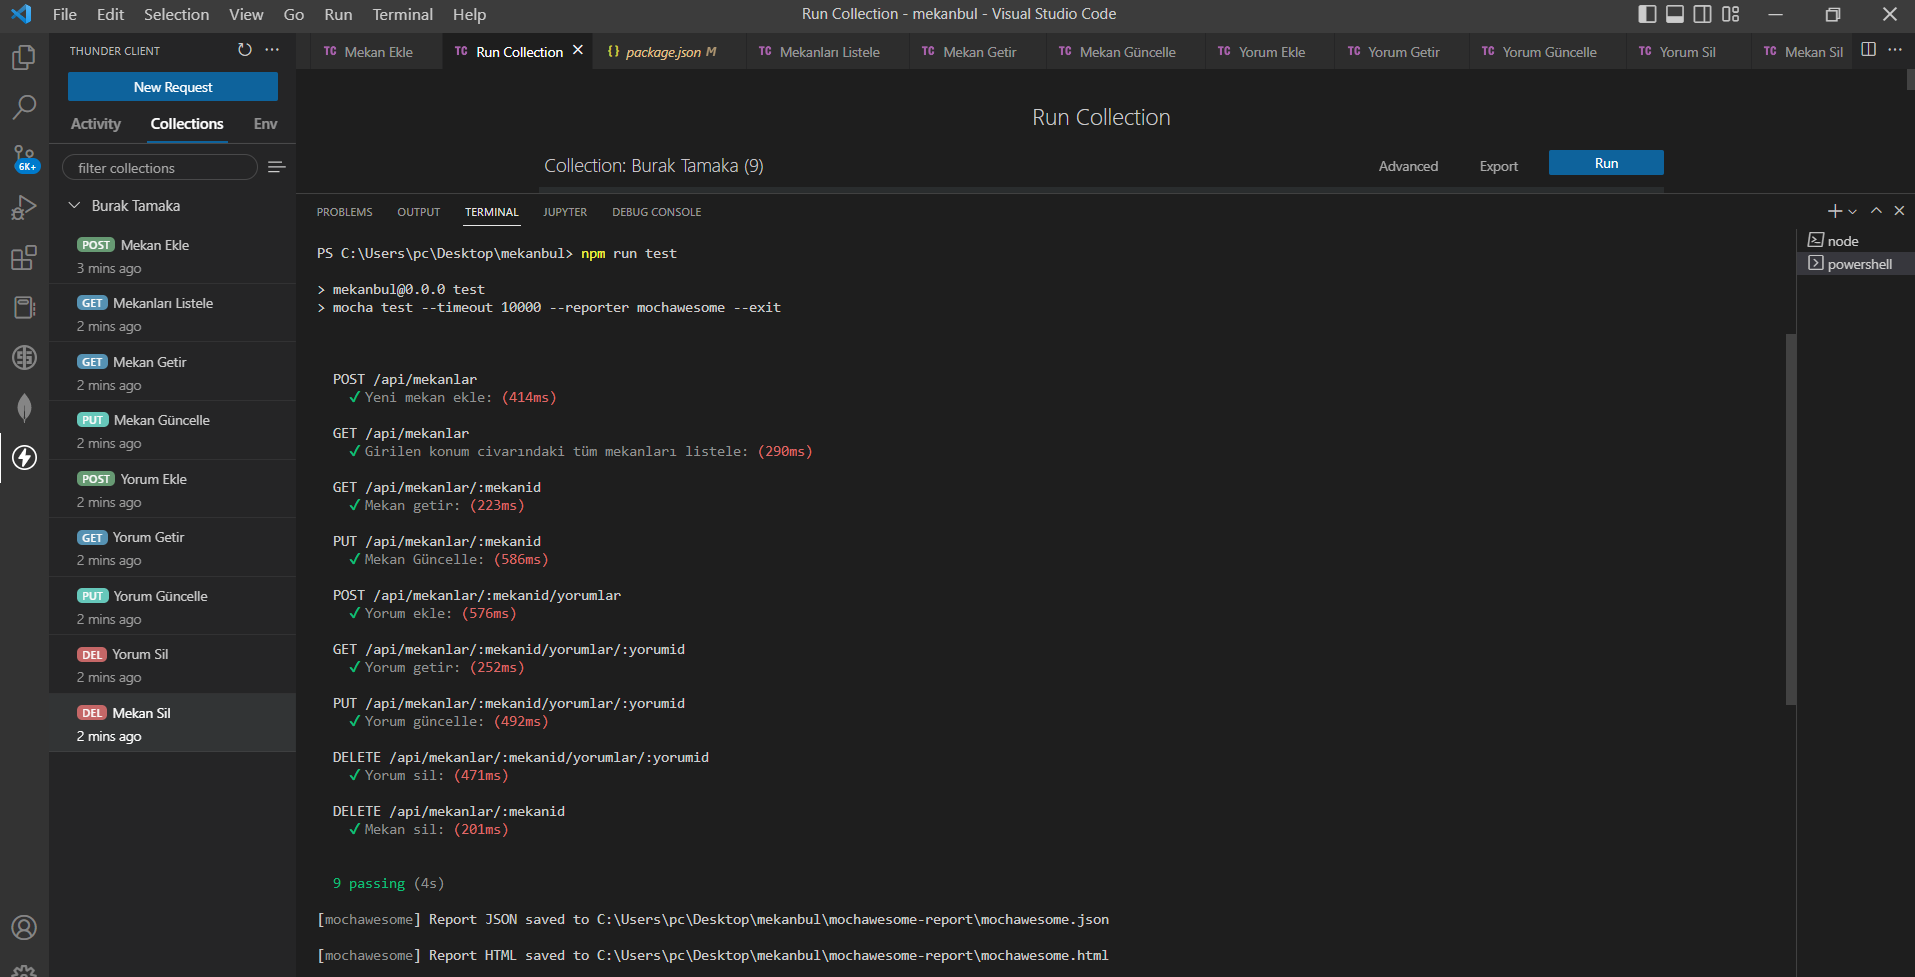 File Edit Selection View Go Run Terminal Help
Run Collection - mekanbul - Visual Studio Code
THUNDER CLIENT
New Request
Activity Collections Env
filter collections
Burak Tamaka
POST Mekan Ekle
3 mins ago
GET Mekanları Listele
2 mins ago
GET Mekan Getir
2 mins ago
PUT Mekan Güncelle
2 mins ago
POST Yorum Ekle
2 mins ago
GET Yorum Getir
2 mins ago
PUT Yorum Güncelle
2 mins ago
DEL Yorum Sil
2 mins ago
DEL Mekan Sil
2 mins ago
6K+
TC Mekan Ekle TC Run Collection {} package.json M TC Mekanları Listele TC Mekan Getir TC Mekan Güncelle TC Yorum Ekle TC Yorum Getir TC Yorum Güncelle TC Yorum Sil TC Mekan Sil
Run Collection
Collection: Burak Tamaka (9) Advanced Export Run
PROBLEMS OUTPUT TERMINAL JUPYTER DEBUG CONSOLE
PS C:\Users\pc\Desktop\mekanbul> npm run test
> mekanbul@0.0.0 test
> mocha test --timeout 10000 --reporter mochawesome --exit
POST /api/mekanlar
✓ Yeni mekan ekle: (414ms)
GET /api/mekanlar
✓ Girilen konum civarındaki tüm mekanları listele: (290ms)
GET /api/mekanlar/:mekanid
✓ Mekan getir: (223ms)
PUT /api/mekanlar/:mekanid
✓ Mekan Güncelle: (586ms)
POST /api/mekanlar/:mekanid/yorumlar
✓ Yorum ekle: (576ms)
GET /api/mekanlar/:mekanid/yorumlar/:yorumid
✓ Yorum getir: (252ms)
PUT /api/mekanlar/:mekanid/yorumlar/:yorumid
✓ Yorum güncelle: (492ms)
DELETE /api/mekanlar/:mekanid/yorumlar/:yorumid
✓ Yorum sil: (471ms)
DELETE /api/mekanlar/:mekanid
✓ Mekan sil: (201ms)
9 passing (4s)
[mochawesome] Report JSON saved to C:\Users\pc\Desktop\mekanbul\mochawesome-report\mochawesome.json
[mochawesome] Report HTML saved to C:\Users\pc\Desktop\mekanbul\mochawesome-report\mochawesome.html
node
powershell